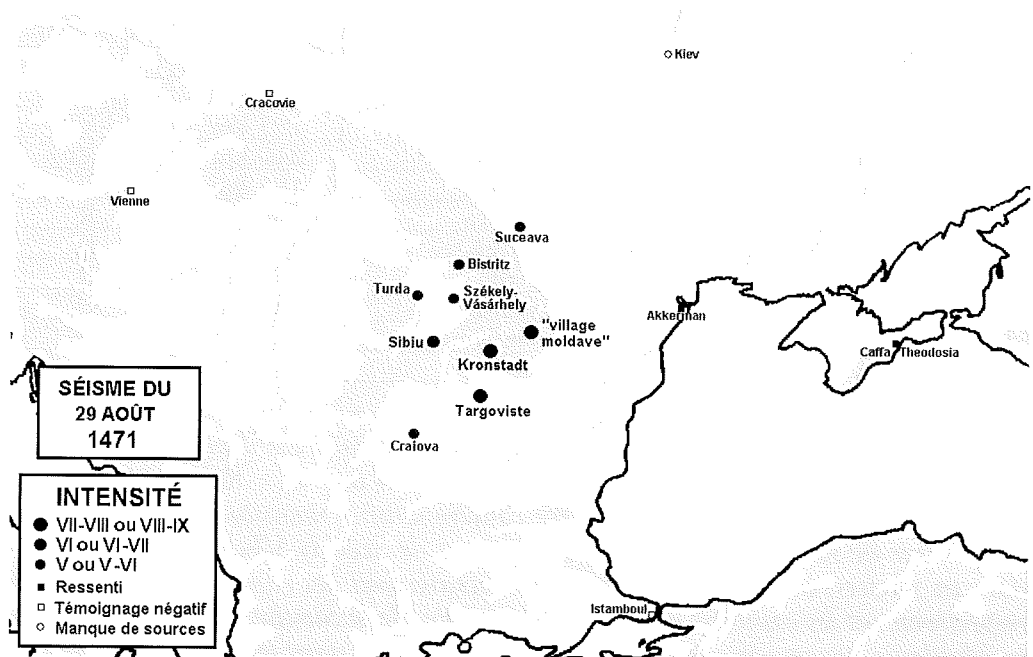 Kiev
Cracovie
Vienne
Suceava
Bistritz
Turda
Székely-
Vásárhely
Akkerman
"village
moldave"
Sibiu
Kronstadt
Caffa Theodosia
Targoviste
Craiova
SÉISME DU
29 AOÛT
1471
INTENSITÉ
VII-VIII ou VIII-IX
VI ou VI-VII
V ou V-VI
Ressenti
Témoignage négatif
Manque de sources
Istamboul